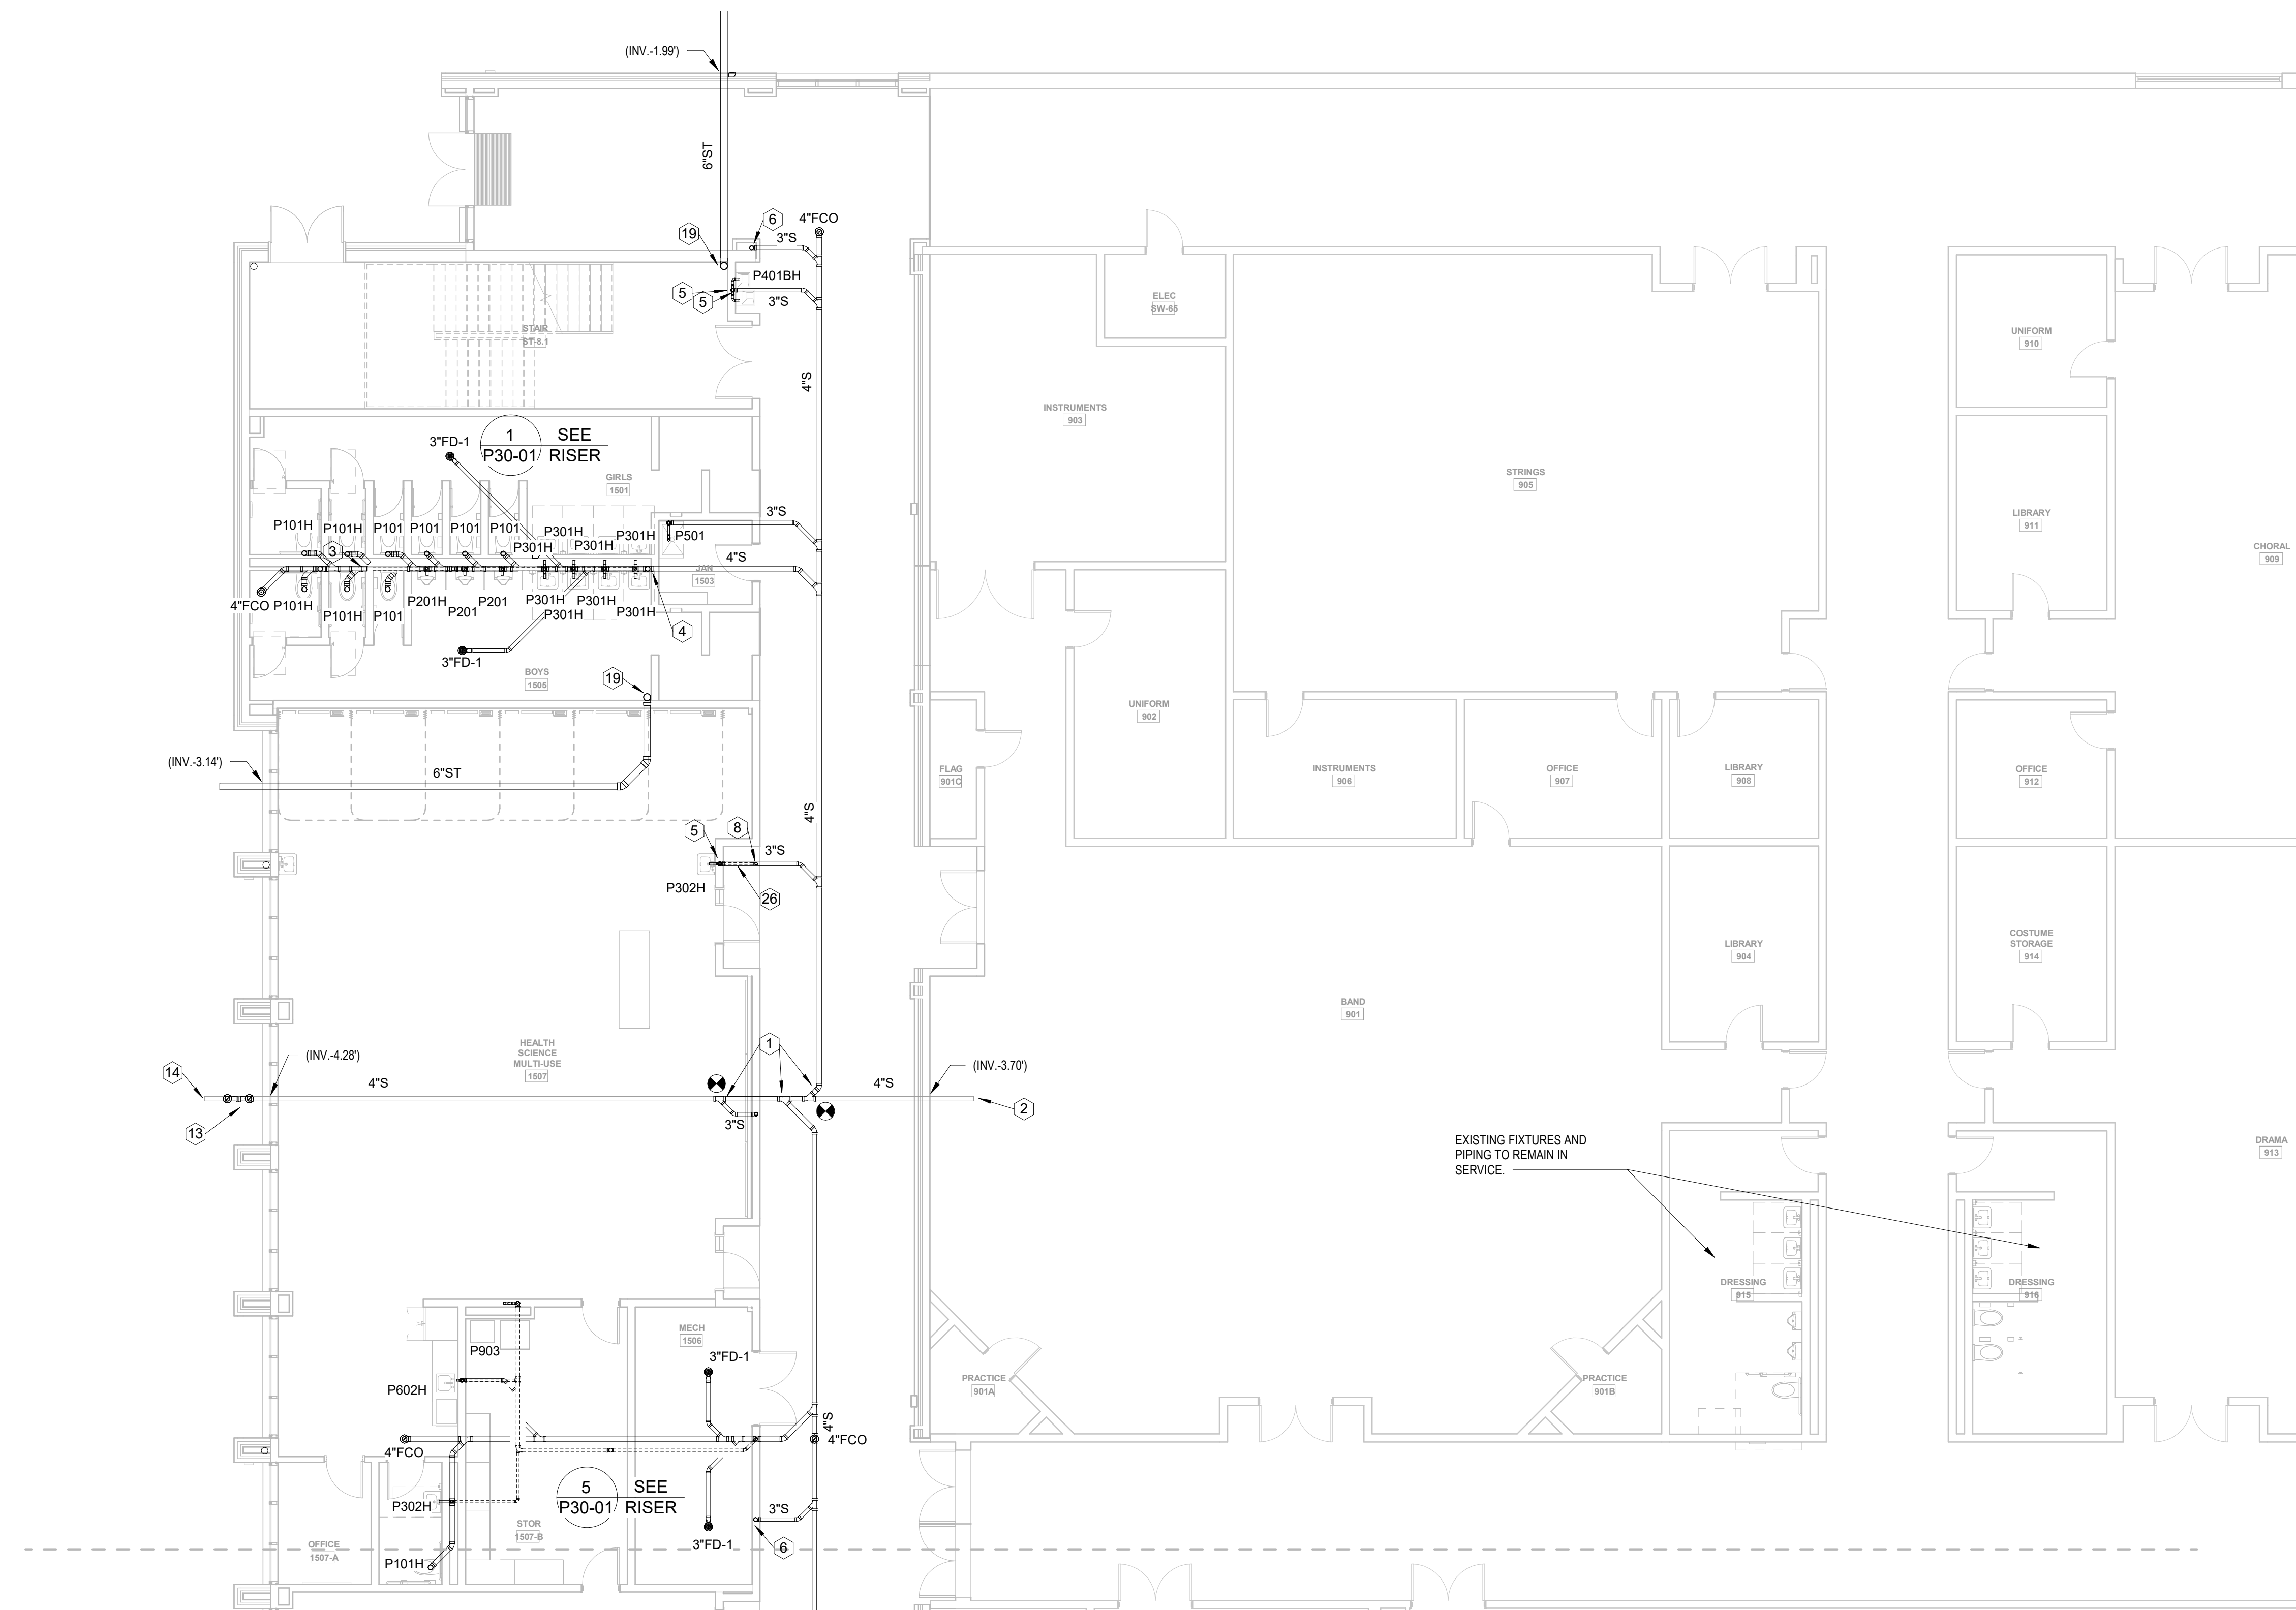 (INV.-1.99')
6"ST
6
4"FCO
3"S
19
P401BH
5
5
3"S
ELEC
SW-65
STAIR
ST-8.1
UNIFORM
910
4"S
INSTRUMENTS
903
3"FD-1
1
SEE
P30-01
RISER
GIRLS
1501
STRINGS
905
LIBRARY
911
3"S
P101H
P101H
P101
P101
P101
P101
P301H
P301H
P301H
P301H
P501
3
4"S
CHORAL
909
JAN
1503
4"FCO
P101H
P101H
P101
P201H
P201
P201
P301H
P301H
P301H
P301H
4
3"FD-1
BOYS
1505
19
UNIFORM
902
(INV.-3.14')
6"ST
FLAG
901C
INSTRUMENTS
906
OFFICE
907
LIBRARY
908
OFFICE
912
4"S
5
8
3"S
P302H
26
LIBRARY
904
COSTUME
STORAGE
914
BAND
901
HEALTH
SCIENCE
MULTI-USE
1507
1
(INV.-4.28')
(INV.-3.70')
14
4"S
4"S
2
13
3"S
EXISTING FIXTURES AND
PIPING TO REMAIN IN
SERVICE.
DRAMA
913
DRESSING
915
DRESSING
916
MECH
1506
P903
3"FD-1
P602H
PRACTICE
901A
PRACTICE
901B
4"S
4"FCO
4"FCO
5
SEE
P30-01
RISER
P302H
3"S
STOR
1507-B
3"FD-1
6
OFFICE
1507-A
P101H